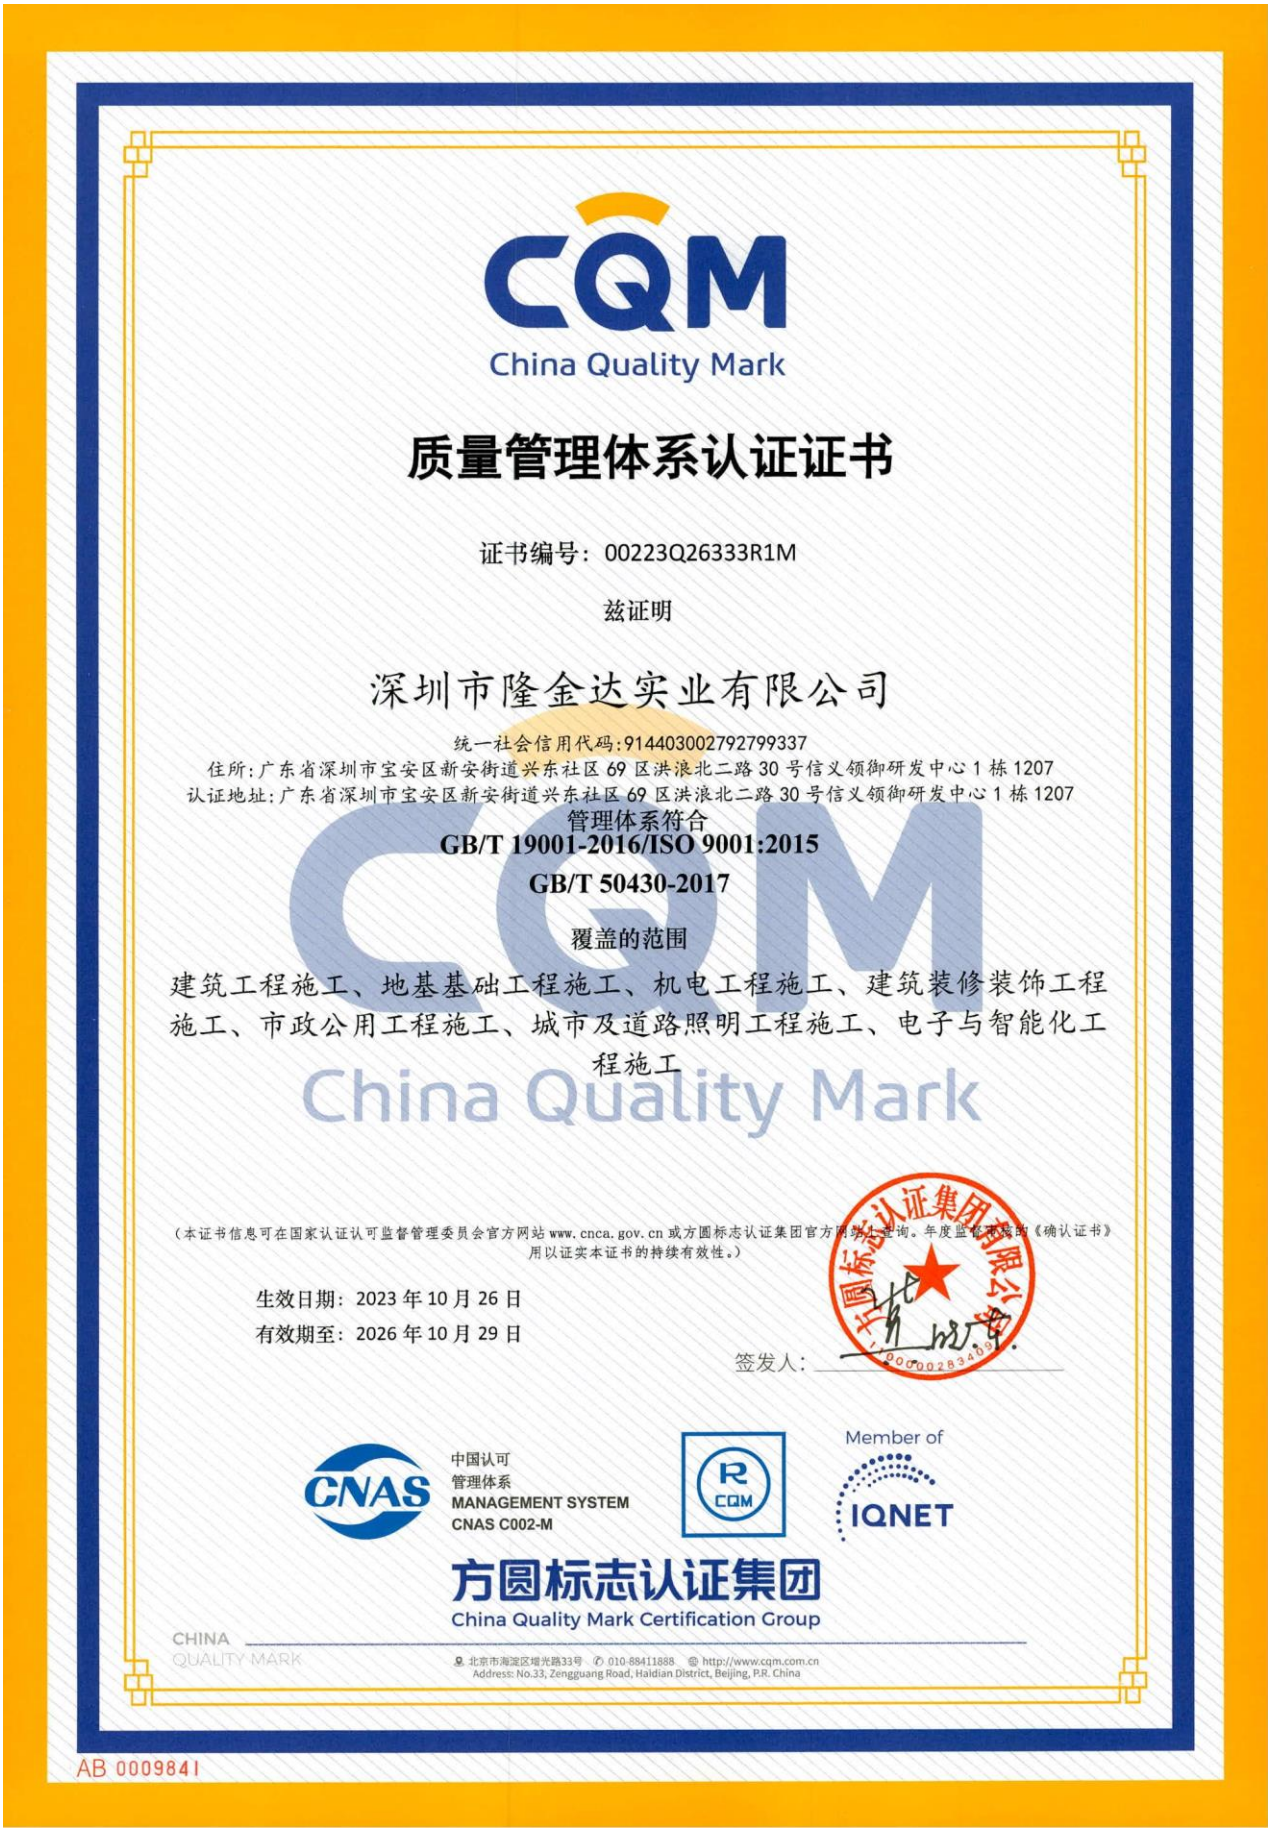 CQM
China Quality Mark
质量管理体系认证证书
证书编号：00223Q26333R1M
兹证明
深圳市隆金达实业有限公司
统一社会信用代码:914403002792799337
住所:广东省深圳市宝安区新安街道兴东社区 69 区洪浪北二路 30 号信义领御研发中心 1 栋 1207
认证地址:广东省深圳市宝安区新安街道兴东社区 69 区洪浪北二路 30 号信义领御研发中心 1 栋 1207
管理体系符合
GB/T 19001-2016/ISO 9001:2015
GB/T 50430-2017
覆盖的范围
建筑工程施工、地基基础工程施工、机电工程施工、建筑装修装饰工程
施工、市政公用工程施工、城市及道路照明工程施工、电子与智能化工
程施工
CQM
China Quality Mark
（本证书信息可在国家认证认可监督管理委员会官方网站 www.cnca.gov.cn 或方圆标志认证集团官方网站上查询。年度监督审核的《确认证书》
用以证实本证书的持续有效性。）
方圆标志认证集团有限公司
1100000283409
生效日期：2023 年 10 月 26 日
有效期至：2026 年 10 月 29 日
签发人：
CNAS
中国认可
管理体系
MANAGEMENT SYSTEM
CNAS C002-M
R
CQM
Member of
IQNET
方圆标志认证集团
China Quality Mark Certification Group
CHINA
QUALITY MARK
北京市海淀区增光路33号 010-88411888 http://www.cqm.com.cn
Address: No.33, Zengguang Road, Haidian District, Beijing, P.R. China
AB 0009841